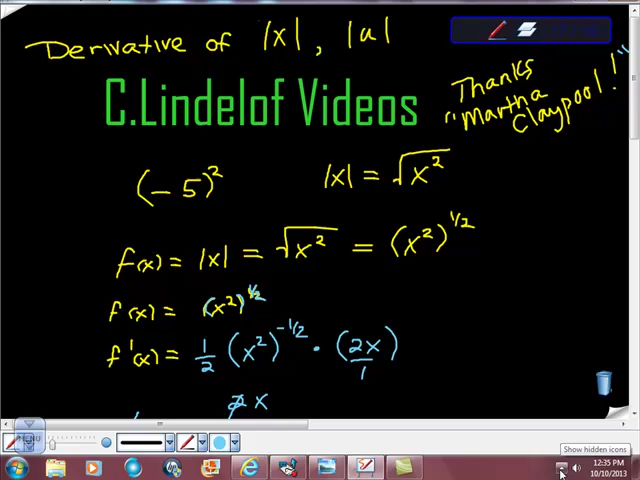 Derivative of |x|, |u|
Thanks
"Martha
Claypool!"
C.Lindelof Videos
(-5)² |x| = √x²
f(x) = |x| = √x² = (x²)^1/2
f(x) = (x²)^1/2
f'(x) = 1/2 (x²)^-1/2 · (2x/1)
2x
MENU
Show hidden icons
12:35 PM
10/10/2013